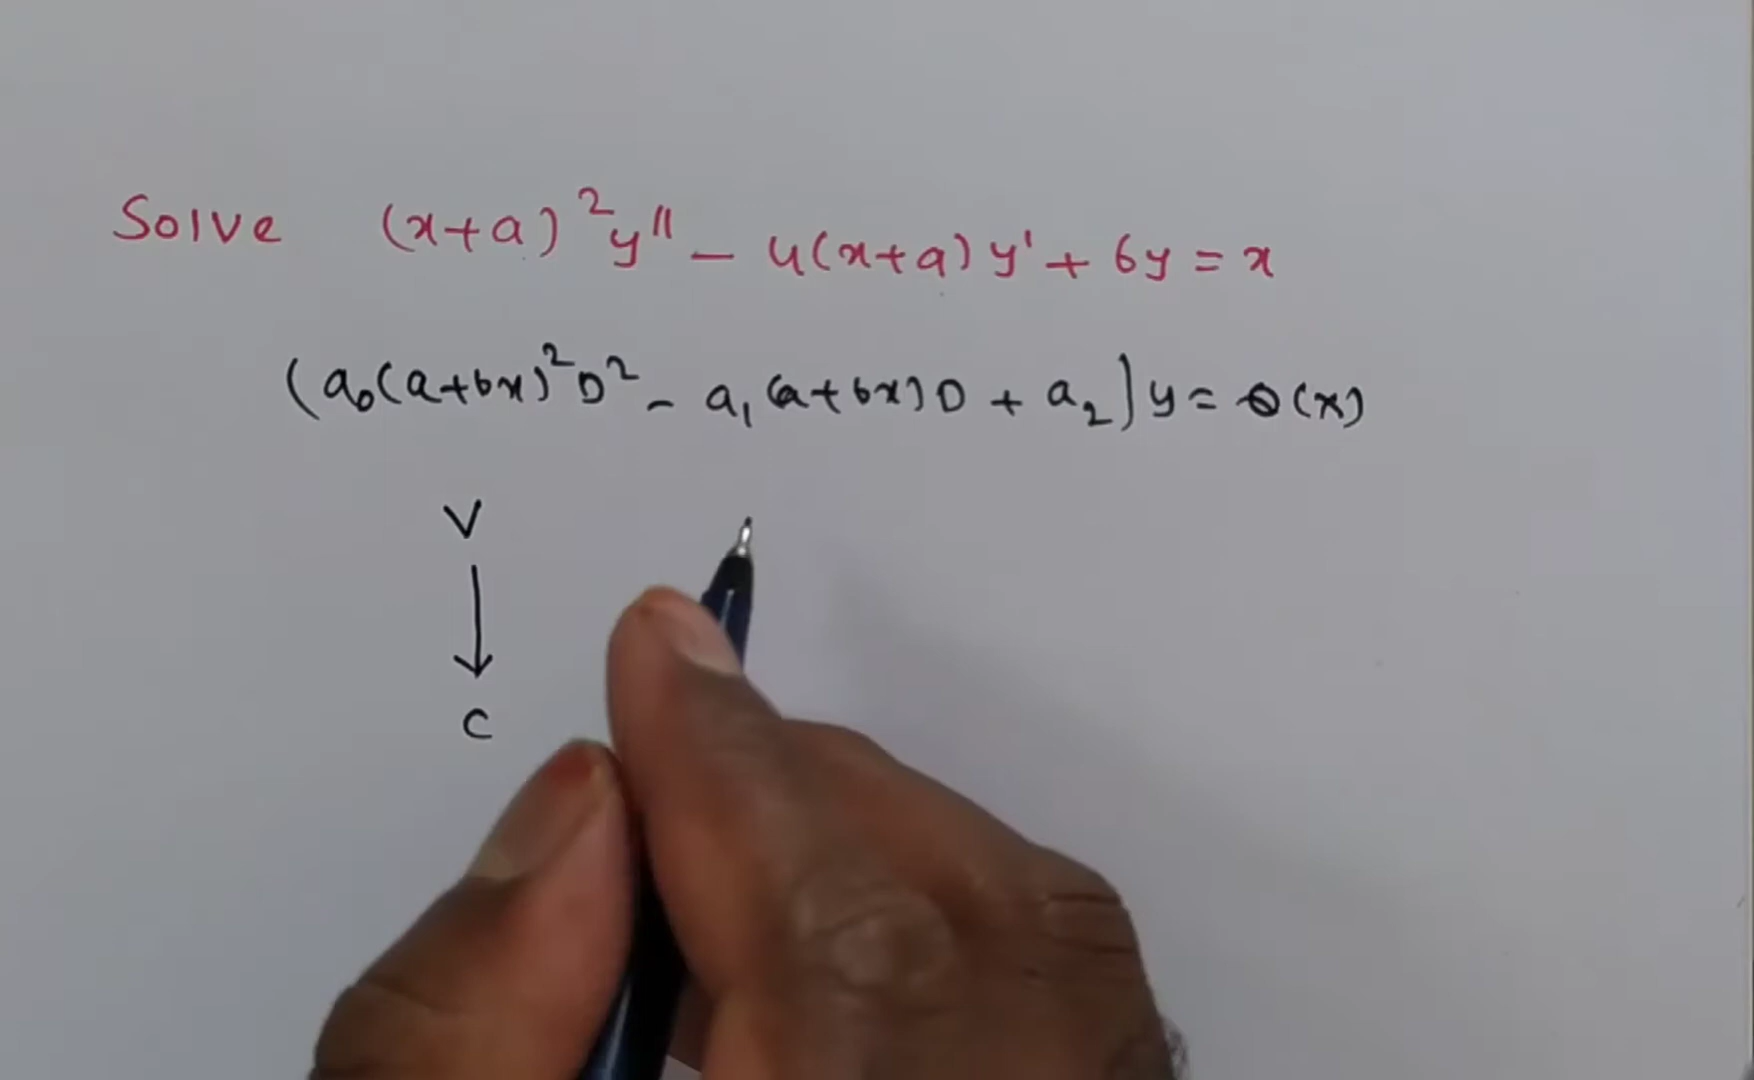 Solve (x+a)²y'' - 4(x+a)y' + 6y = x
(a₀(a+bx)²D² - a₁(a+bx)D + a₂)y = Q(x)
V
↓
C